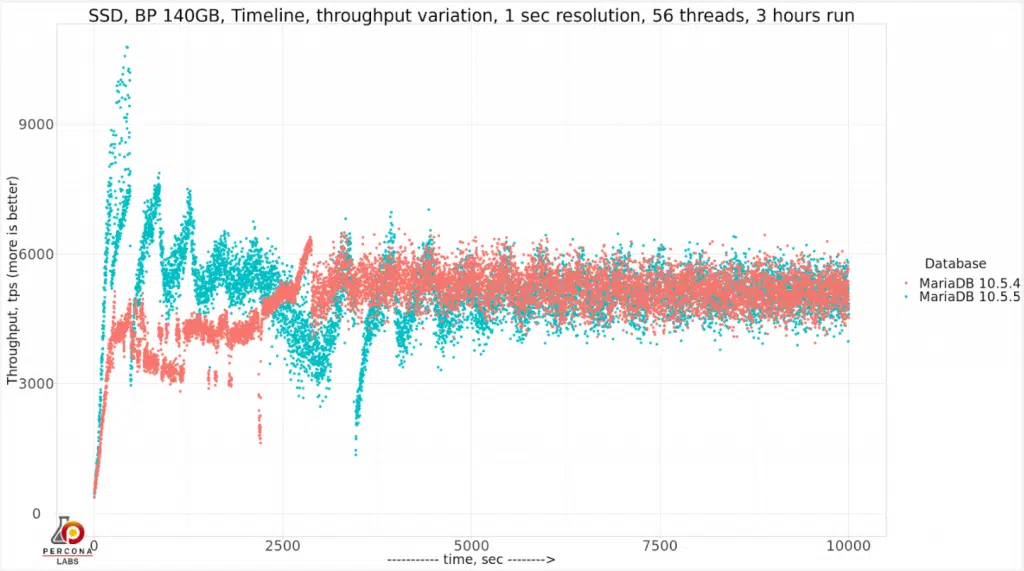 SSD, BP 140GB, Timeline, throughput variation, 1 sec resolution, 56 threads, 3 hours run
Throughput, tps (more is better)
9000
6000
3000
0
0
2500
5000
7500
10000
----------- time, sec -------->
Database
MariaDB 10.5.4
MariaDB 10.5.5
PERCONA
LABS